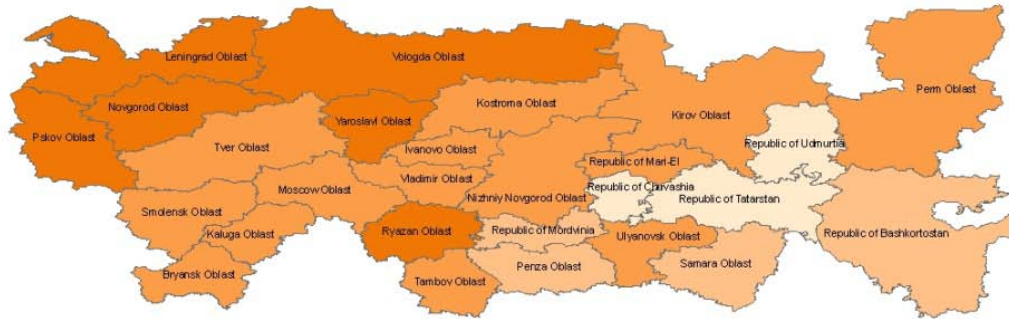 Leningrad Oblast
Vologda Oblast
Perm Oblast
Novgorod Oblast
Kostroma Oblast
Yaroslavl Oblast
Kirov Oblast
Pskov Oblast
Republic of Udmurtia
Tver Oblast
Ivanovo Oblast
Republic of Mari-El
Vladimir Oblast
Moscow Oblast
Republic of Chuvashia
Nizhniy Novgorod Oblast
Republic of Tatarstan
Smolensk Oblast
Ryazan Oblast
Republic of Mordvinia
Kaluga Oblast
Ulyanovsk Oblast
Republic of Bashkortostan
Penza Oblast
Samara Oblast
Bryansk Oblast
Tambov Oblast